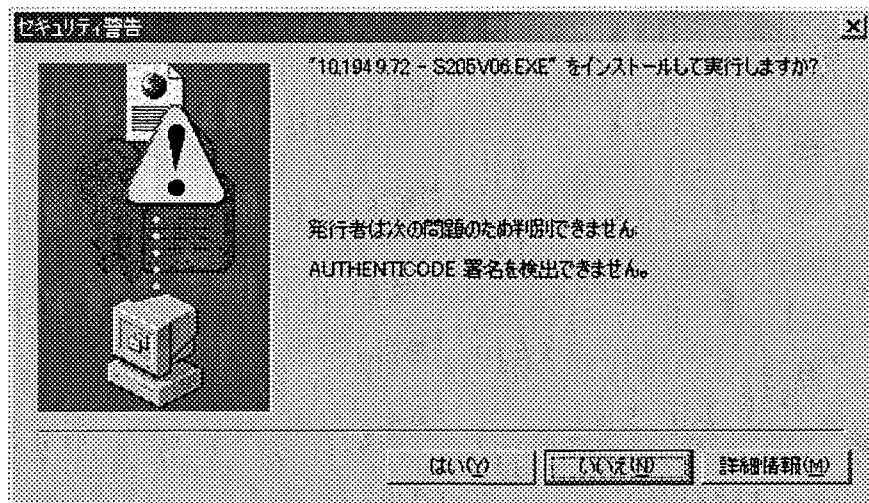 セキュリティ警告
"10.194.9.72 - S205V06.EXE" をインストールして実行しますか?
発行者は次の問題のため判別できません:
AUTHENTICODE 署名を検出できません。
はい(Y)
いいえ(N)
詳細情報(M)